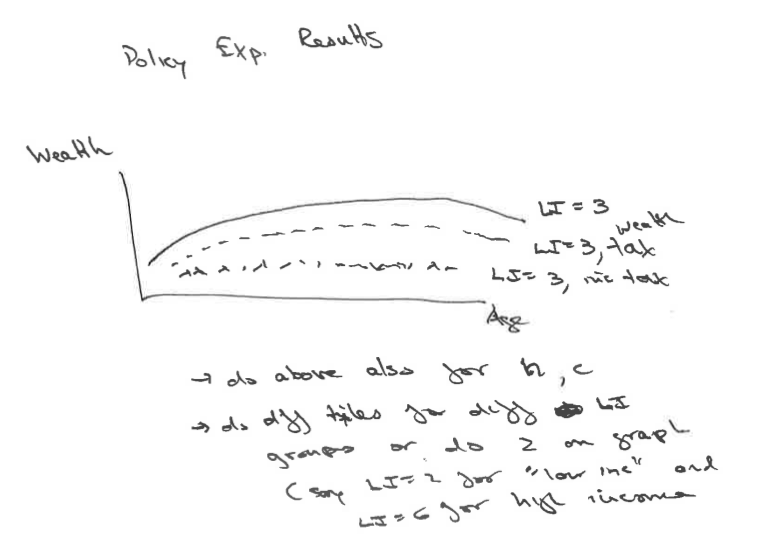 Policy Exp. Results
Wealth
LI = 3
LI=3, wealth tax
LI= 3, inc tax
Age
→ do above also for h, c
→ do diff files for diff LI
groups or do 2 on graph
(say LI=2 for "low inc" and
LI=6 for high income